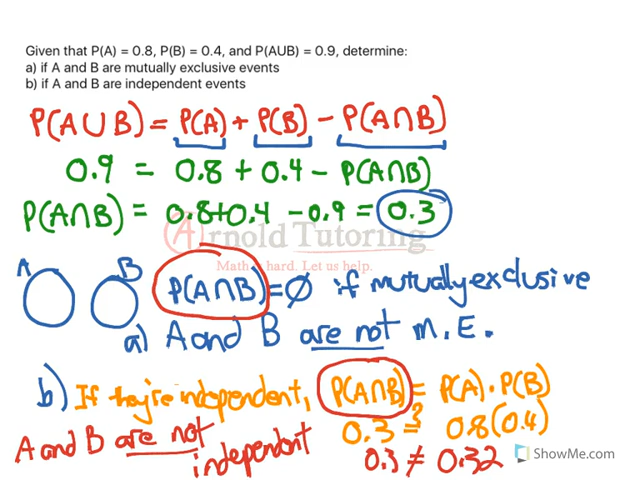 Given that P(A) = 0.8, P(B) = 0.4, and P(AUB) = 0.9, determine:
a) if A and B are mutually exclusive events
b) if A and B are independent events
P(A∪B) = P(A) + P(B) - P(A∩B)
0.9 = 0.8 + 0.4 - P(A∩B)
P(A∩B) = 0.8+0.4 - 0.9 = 0.3
Arnold Tutoring
Math is hard. Let us help.
A B P(A∩B) = ∅ if mutually exclusive
a) A and B are not M.E.
b) If they're independent, P(A∩B) = P(A) · P(B)
0.3 ≟ 0.8(0.4)
A and B are not independent
0.3 ≠ 0.32
ShowMe.com